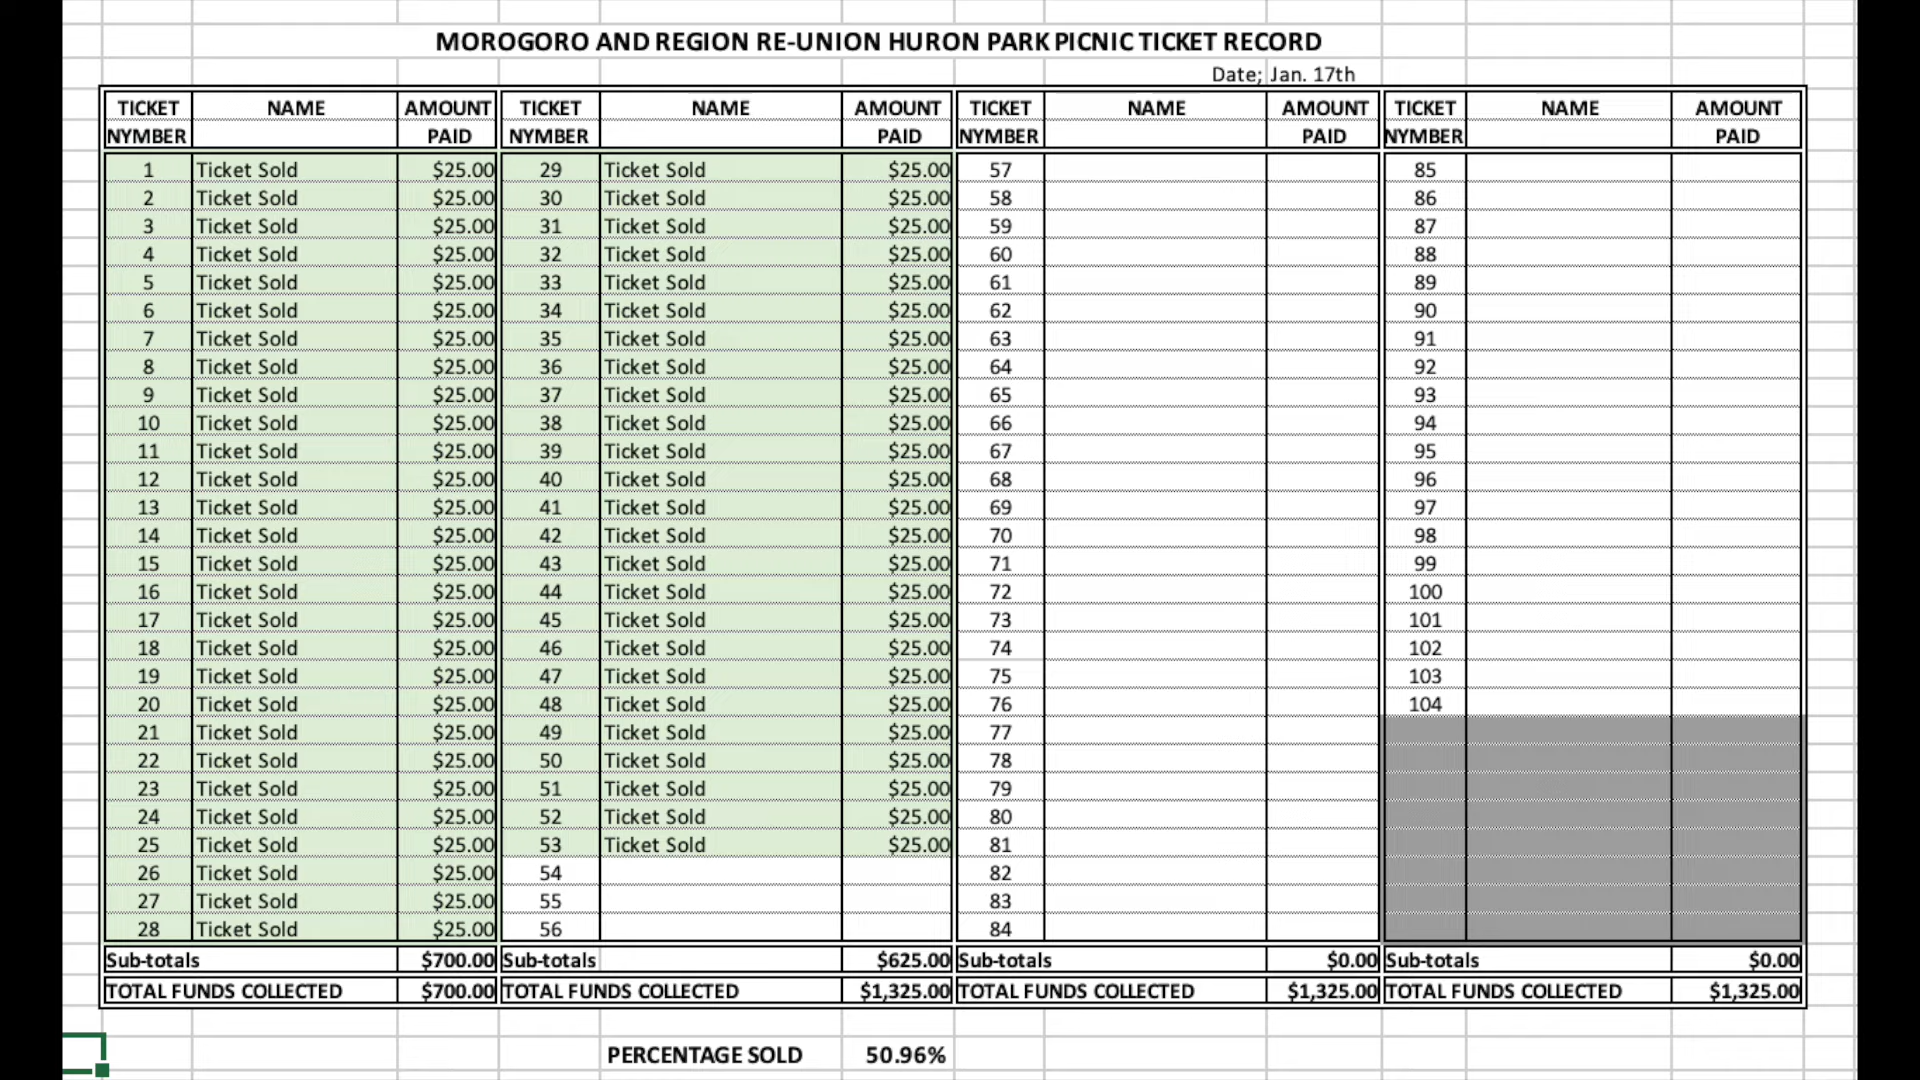 MOROGORO AND REGION RE-UNION HURON PARK PICNIC TICKET RECORD
Date; Jan. 17th
TICKET NAME AMOUNT TICKET NAME AMOUNT TICKET NAME AMOUNT TICKET NAME AMOUNT
NYMBER PAID NYMBER PAID NYMBER PAID NYMBER PAID
1 Ticket Sold $25.00 29 Ticket Sold $25.00 57 85
2 Ticket Sold $25.00 30 Ticket Sold $25.00 58 86
3 Ticket Sold $25.00 31 Ticket Sold $25.00 59 87
4 Ticket Sold $25.00 32 Ticket Sold $25.00 60 88
5 Ticket Sold $25.00 33 Ticket Sold $25.00 61 89
6 Ticket Sold $25.00 34 Ticket Sold $25.00 62 90
7 Ticket Sold $25.00 35 Ticket Sold $25.00 63 91
8 Ticket Sold $25.00 36 Ticket Sold $25.00 64 92
9 Ticket Sold $25.00 37 Ticket Sold $25.00 65 93
10 Ticket Sold $25.00 38 Ticket Sold $25.00 66 94
11 Ticket Sold $25.00 39 Ticket Sold $25.00 67 95
12 Ticket Sold $25.00 40 Ticket Sold $25.00 68 96
13 Ticket Sold $25.00 41 Ticket Sold $25.00 69 97
14 Ticket Sold $25.00 42 Ticket Sold $25.00 70 98
15 Ticket Sold $25.00 43 Ticket Sold $25.00 71 99
16 Ticket Sold $25.00 44 Ticket Sold $25.00 72 100
17 Ticket Sold $25.00 45 Ticket Sold $25.00 73 101
18 Ticket Sold $25.00 46 Ticket Sold $25.00 74 102
19 Ticket Sold $25.00 47 Ticket Sold $25.00 75 103
20 Ticket Sold $25.00 48 Ticket Sold $25.00 76 104
21 Ticket Sold $25.00 49 Ticket Sold $25.00 77
22 Ticket Sold $25.00 50 Ticket Sold $25.00 78
23 Ticket Sold $25.00 51 Ticket Sold $25.00 79
24 Ticket Sold $25.00 52 Ticket Sold $25.00 80
25 Ticket Sold $25.00 53 Ticket Sold $25.00 81
26 Ticket Sold $25.00 54 82
27 Ticket Sold $25.00 55 83
28 Ticket Sold $25.00 56 84
Sub-totals $700.00 Sub-totals $625.00 Sub-totals $0.00 Sub-totals $0.00
TOTAL FUNDS COLLECTED $700.00 TOTAL FUNDS COLLECTED $1,325.00 TOTAL FUNDS COLLECTED $1,325.00 TOTAL FUNDS COLLECTED $1,325.00
PERCENTAGE SOLD 50.96%